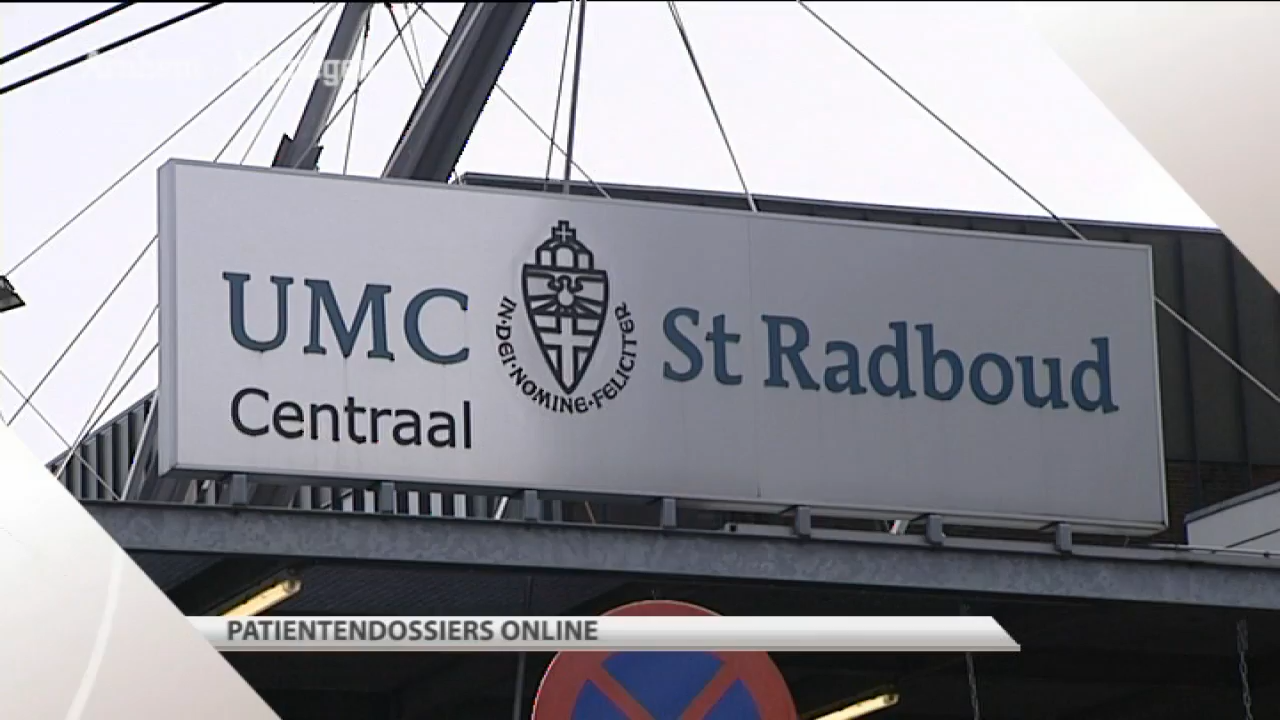 UMC St Radboud
IN·DEI·NOMINE·FELICITER
Centraal
PATIENTENDOSSIERS ONLINE